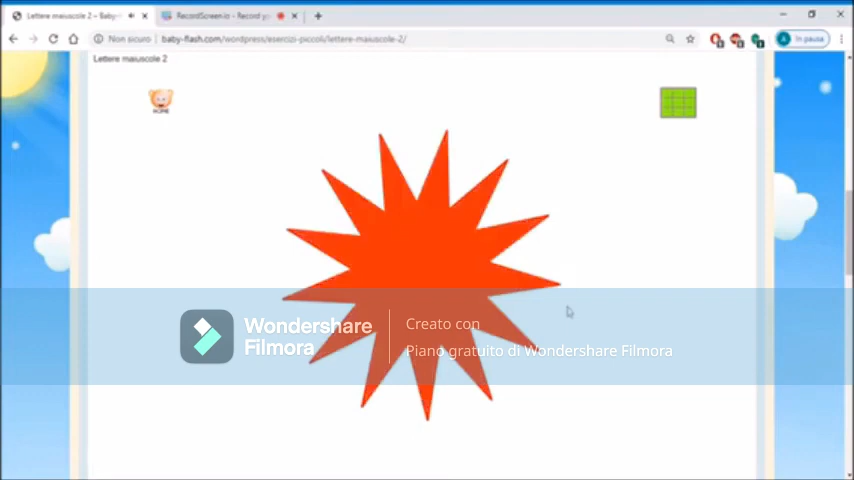 Lettere maiuscole 2 – Baby-
RecordScreen.io - Record yo
Non sicuro
baby-flash.com/wordpress/esercizi-piccoli/lettere-maiuscole-2/
In pausa
Lettere maiuscole 2
HOME
Wondershare
Filmora
Creato con
Piano gratuito di Wondershare Filmora